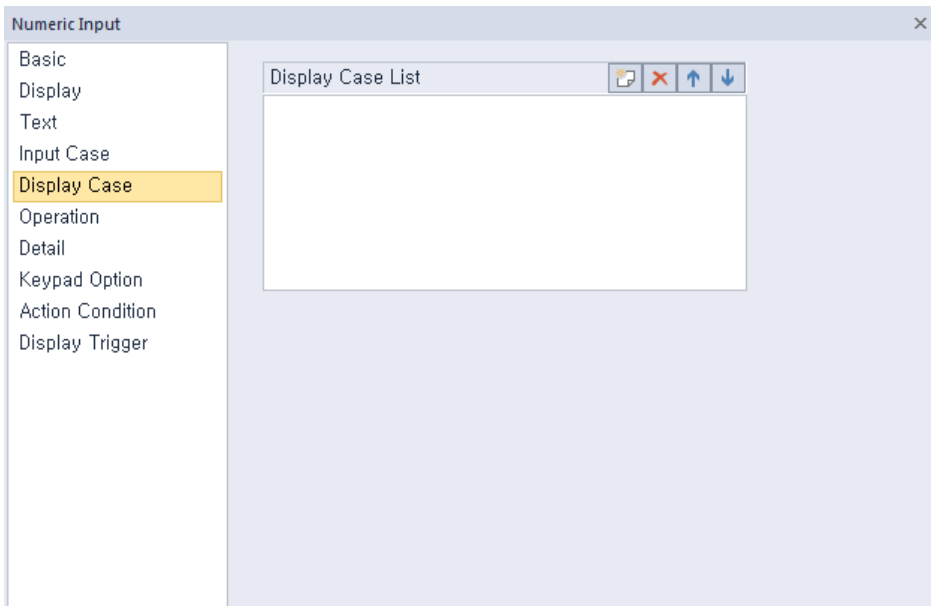 Numeric Input
Basic
Display
Text
Input Case
Display Case
Operation
Detail
Keypad Option
Action Condition
Display Trigger
Display Case List